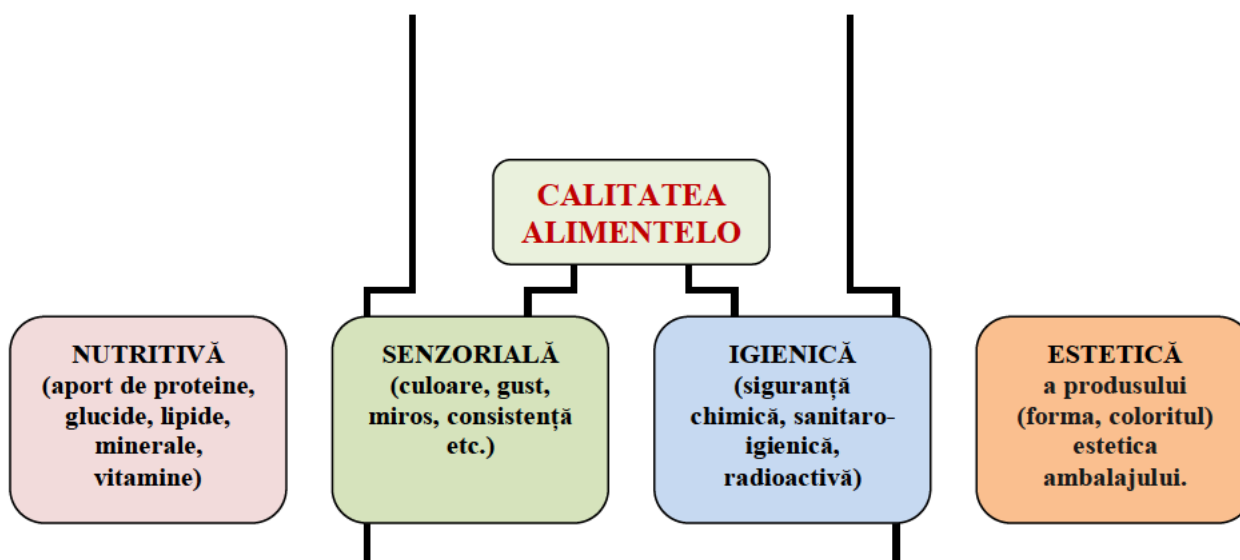 CALITATEA
ALIMENTELO
NUTRITIVĂ
(aport de proteine,
glucide, lipide,
minerale,
vitamine)
SENZORIALĂ
(culoare, gust,
miros, consistență
etc.)
IGIENICĂ
(siguranță
chimică, sanitaro-
igienică,
radioactivă)
ESTETICĂ
a produsului
(forma, coloritul)
estetica
ambalajului.